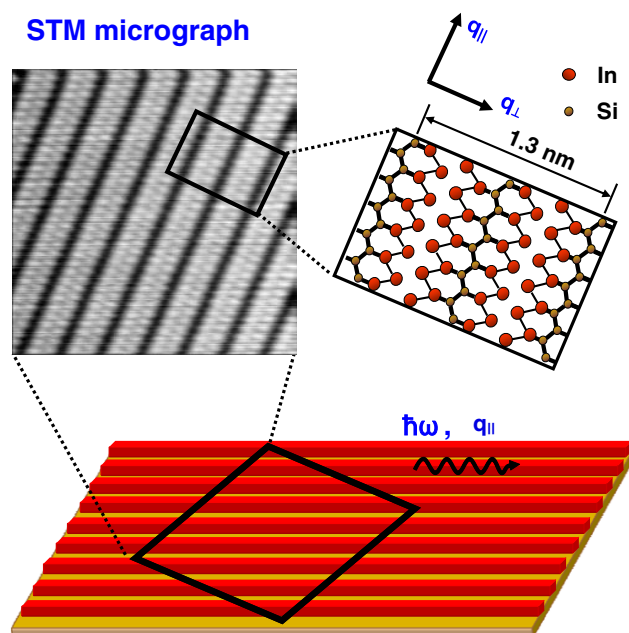 STM micrograph
q||
q⊥
In
Si
1.3 nm
ħω, q||